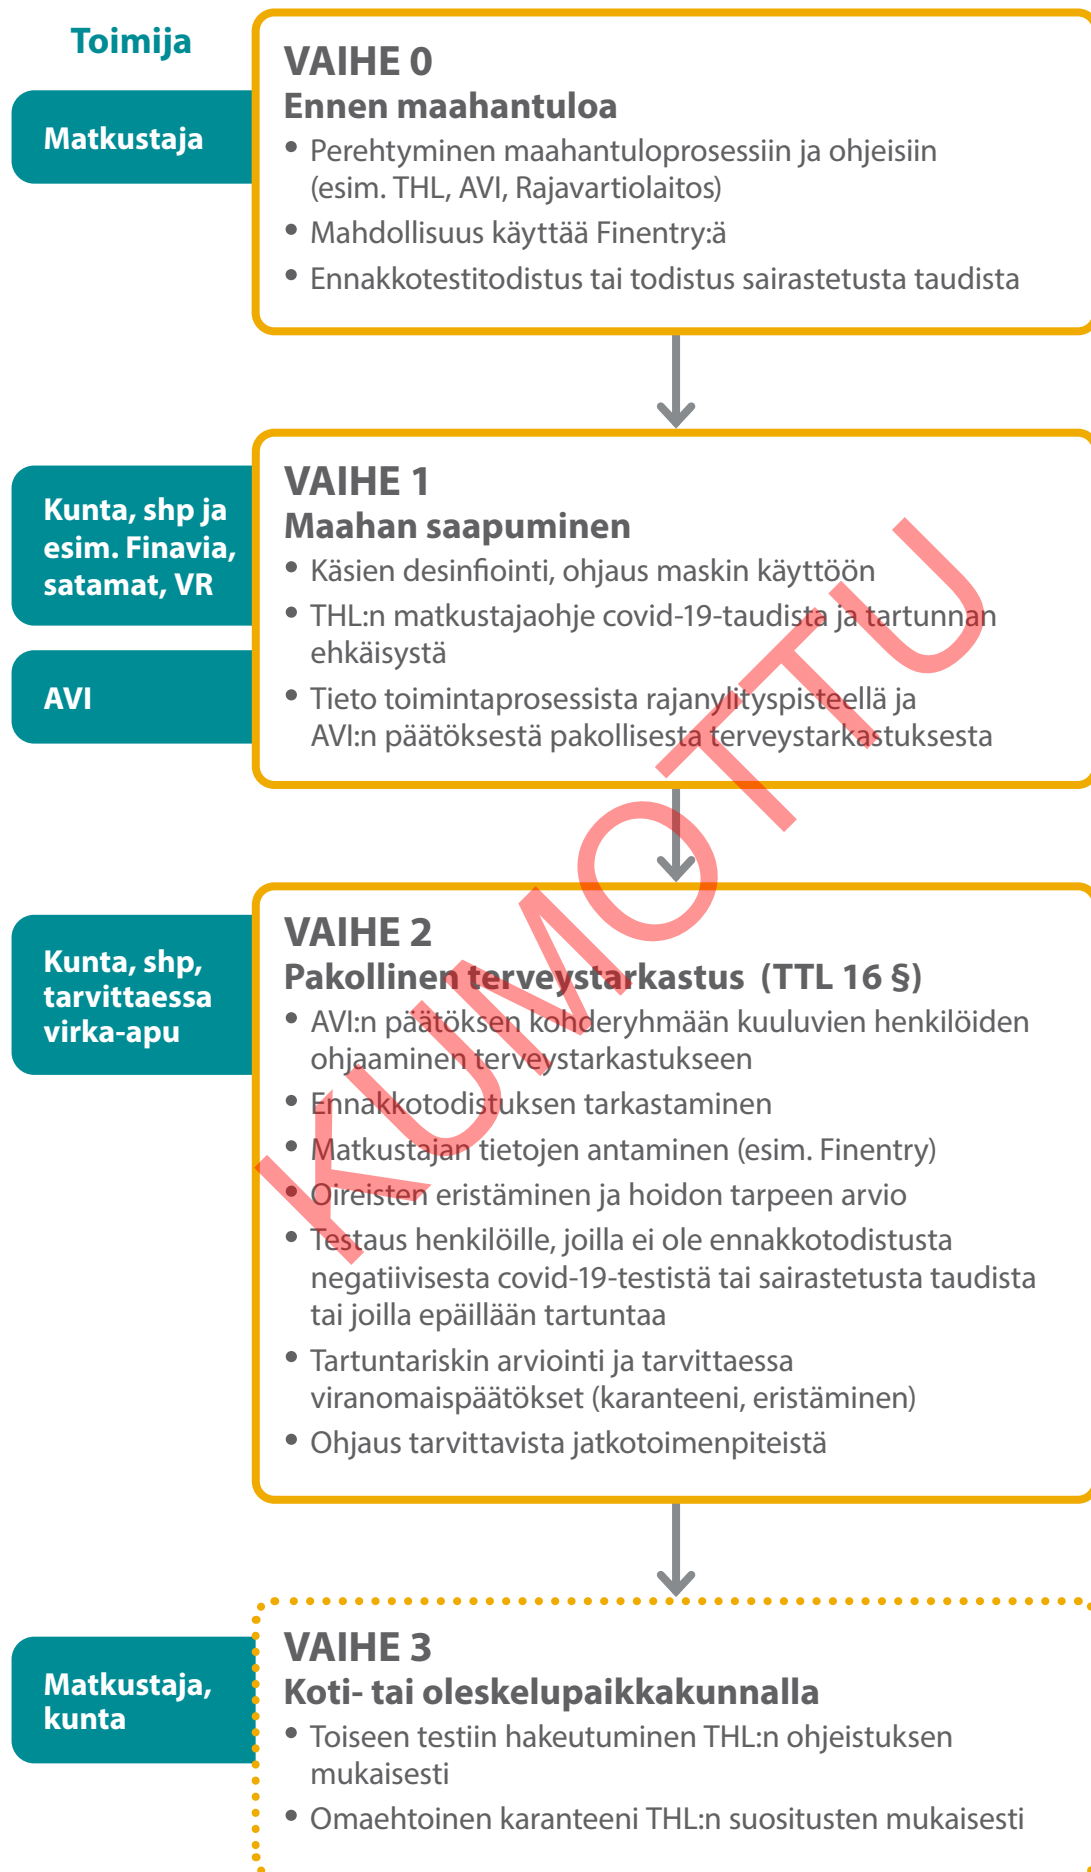 Toimija
Matkustaja
VAIHE 0
Ennen maahantuloa
• Perehtyminen maahantuloprosessiin ja ohjeisiin
(esim. THL, AVI, Rajavartiolaitos)
• Mahdollisuus käyttää Finentry:ä
• Ennakkotestitodistus tai todistus sairastetusta taudista
Kunta, shp ja
esim. Finavia,
satamat, VR
AVI
VAIHE 1
Maahan saapuminen
• Käsien desinfiointi, ohjaus maskin käyttöön
• THL:n matkustajaohje covid-19-taudista ja tartunnan
ehkäisystä
• Tieto toimintaprosessista rajanylityspisteellä ja
AVI:n päätöksestä pakollisesta terveystarkastuksesta
Kunta, shp,
tarvittaessa
virka-apu
VAIHE 2
Pakollinen terveystarkastus (TTL 16 §)
• AVI:n päätöksen kohderyhmään kuuluvien henkilöiden
ohjaaminen terveystarkastukseen
• Ennakkotodistuksen tarkastaminen
• Matkustajan tietojen antaminen (esim. Finentry)
• Oireisten eristäminen ja hoidon tarpeen arvio
• Testaus henkilöille, joilla ei ole ennakkotodistusta
negatiivisesta covid-19-testistä tai sairastetusta taudista
tai joilla epäillään tartuntaa
• Tartuntariskin arviointi ja tarvittaessa
viranomaispäätökset (karanteeni, eristäminen)
• Ohjaus tarvittavista jatkotoimenpiteistä
Matkustaja,
kunta
VAIHE 3
Koti- tai oleskelupaikkakunnalla
• Toiseen testiin hakeutuminen THL:n ohjeistuksen
mukaisesti
• Omaehtoinen karanteeni THL:n suositusten mukaisesti
KUMOTTU